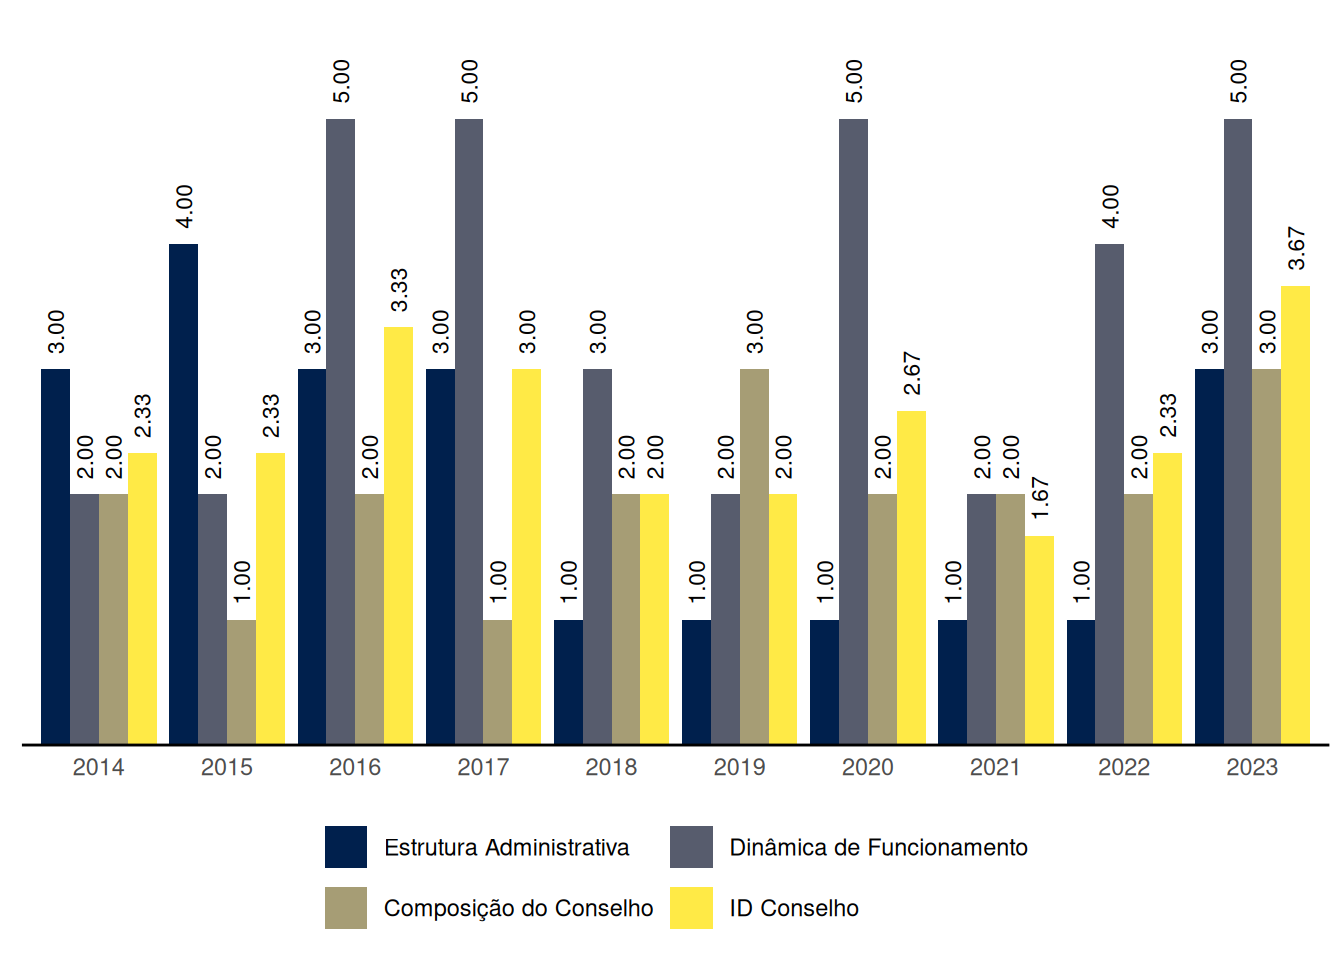 3.00 2.00 2.00 2.33
4.00 2.00 1.00 2.33
3.00 5.00 2.00 3.33
3.00 5.00 1.00 3.00
1.00 3.00 2.00 2.00
1.00 2.00 3.00 2.00
1.00 5.00 2.00 2.67
1.00 2.00 2.00 1.67
1.00 4.00 2.00 2.33
3.00 5.00 3.00 3.67
2014 2015 2016 2017 2018 2019 2020 2021 2022 2023
Estrutura Administrativa Dinâmica de Funcionamento
Composição do Conselho ID Conselho